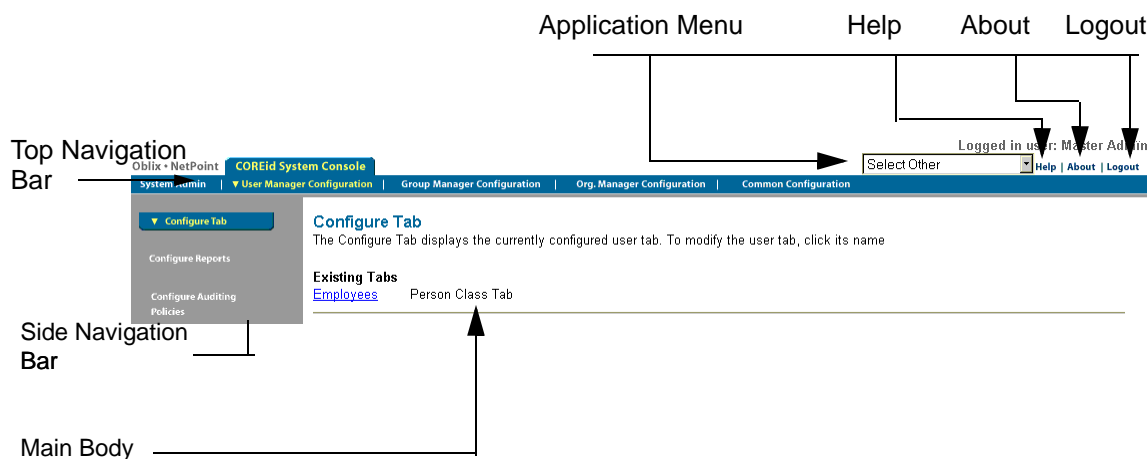 Application Menu Help About Logout
Top Navigation
Bar
Logged in user: Master Admin
Oblix • NetPoint COREid System Console
Select Other Help | About | Logout
System Admin | ▼ User Manager Configuration | Group Manager Configuration | Org. Manager Configuration | Common Configuration
▼ Configure Tab
Configure Reports
Configure Auditing
Policies
Configure Tab
The Configure Tab displays the currently configured user tab. To modify the user tab, click its name
Existing Tabs
Employees Person Class Tab
Side Navigation
Bar
Main Body